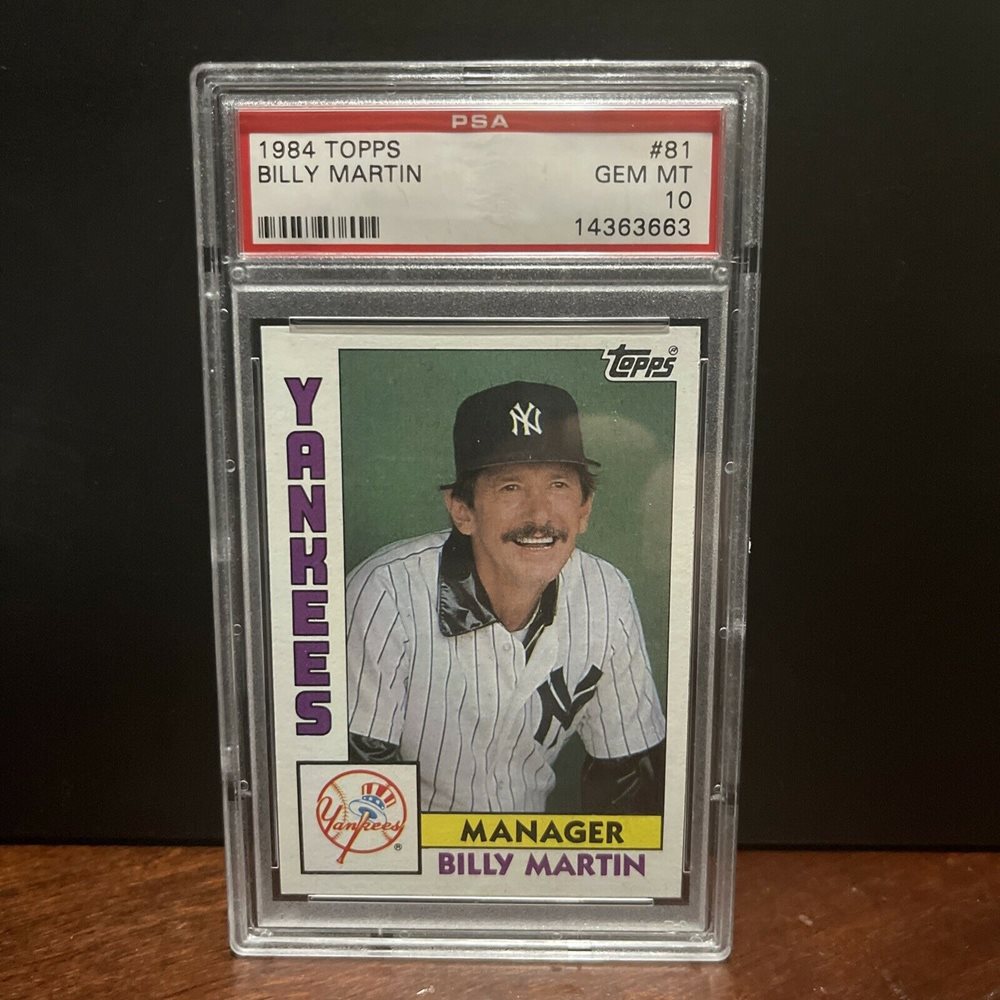 PSA
1984 TOPPS #81
BILLY MARTIN GEM MT
10
14363663
topps®
YANKEES
NY
NY
Yankees®
MANAGER
BILLY MARTIN